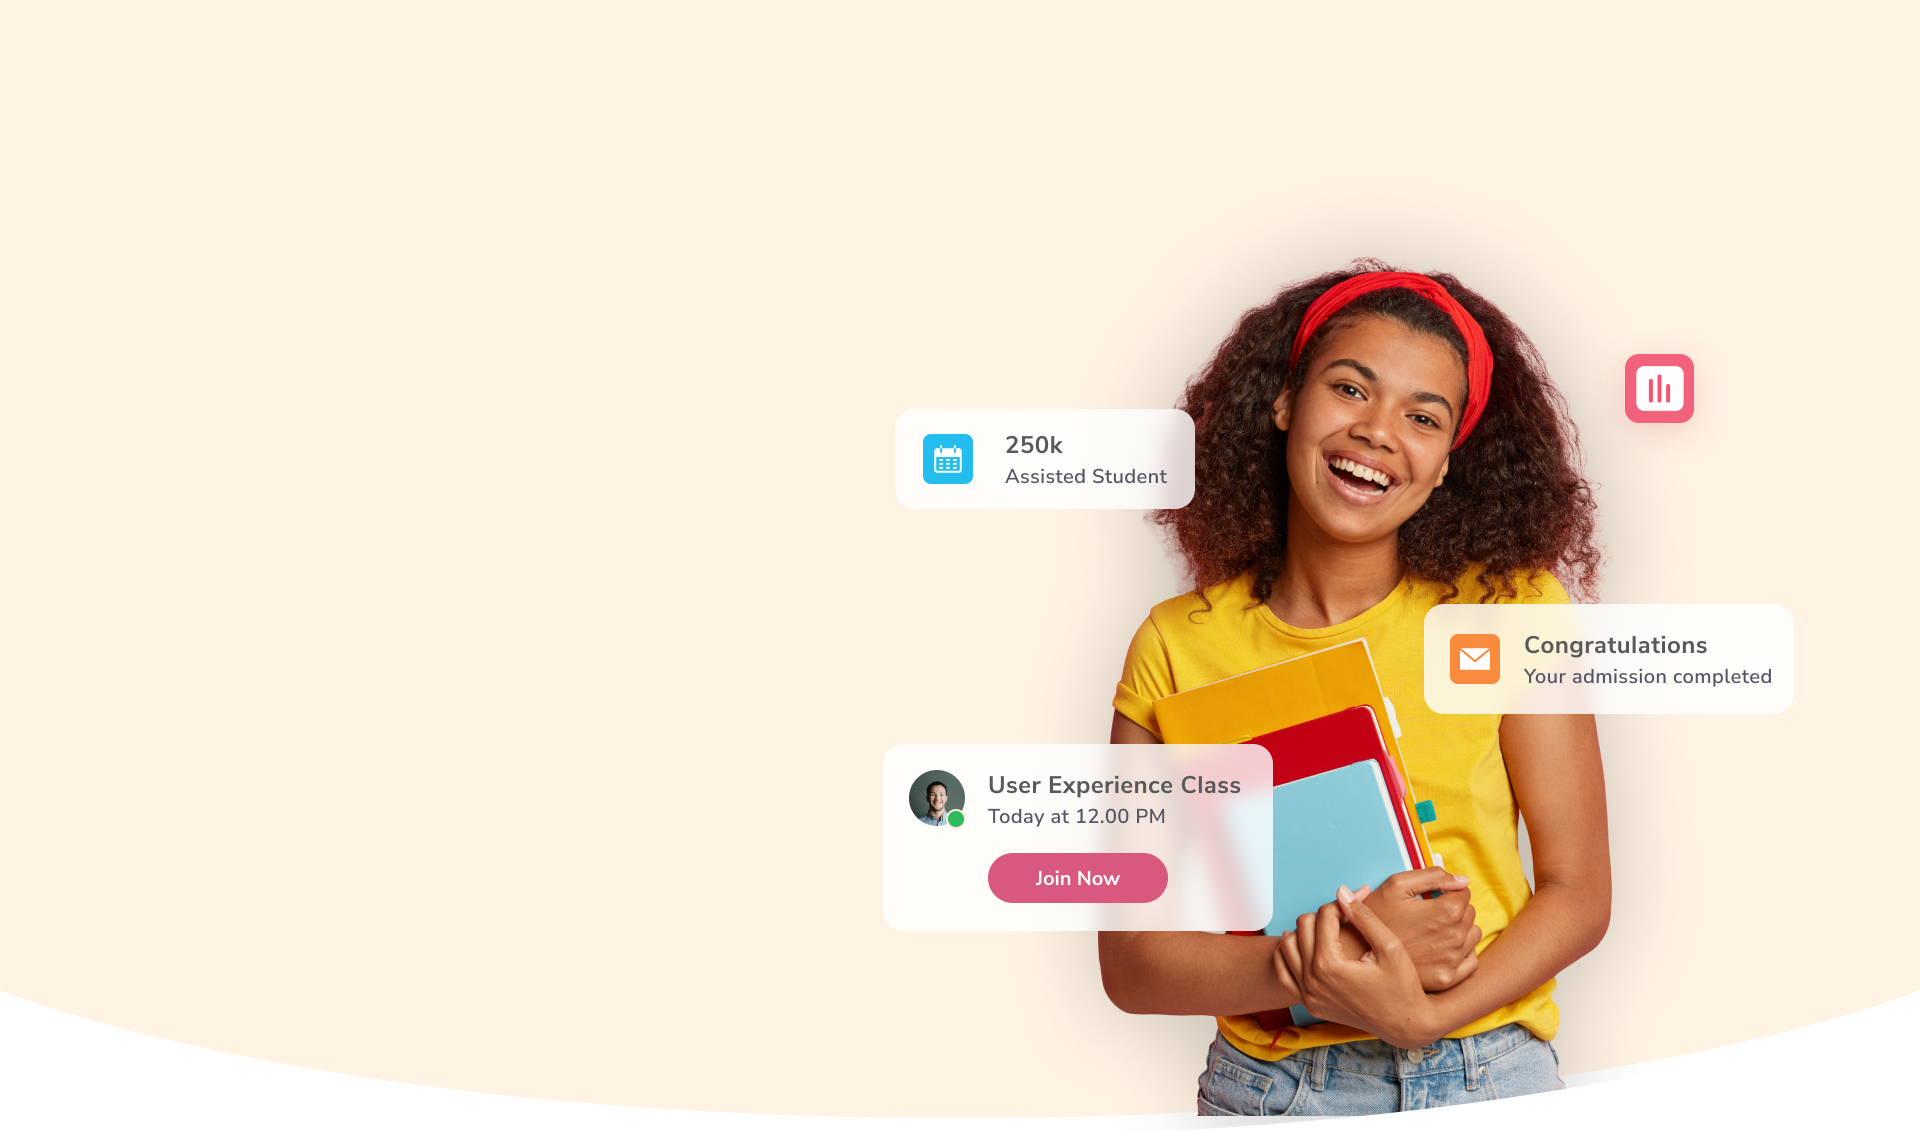 250k
Assisted Student
Congratulations
Your admission completed
User Experience Class
Today at 12.00 PM
Join Now